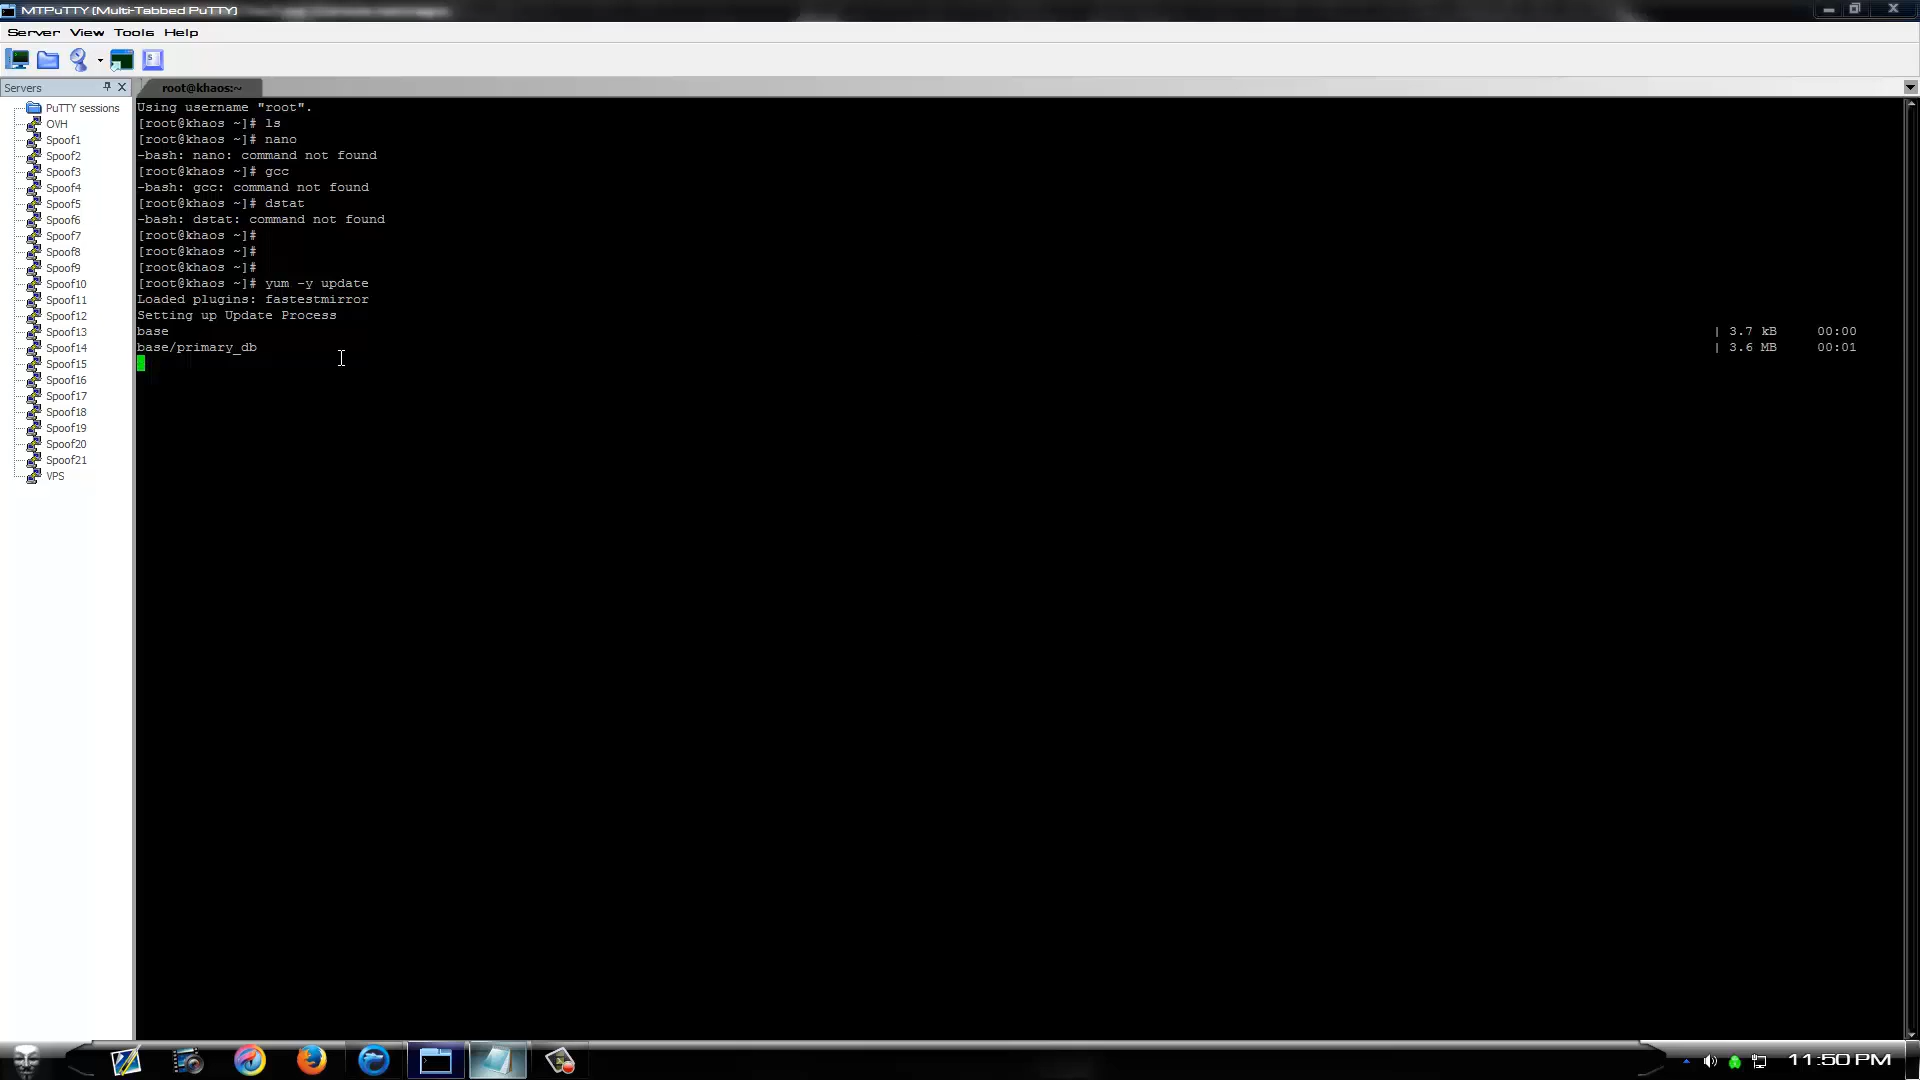 MTPuTTY (Multi-Tabbed PuTTY)
Server View Tools Help
Servers
root@khaos:~
PuTTY sessions
OVH
Spoof1
Spoof2
Spoof3
Spoof4
Spoof5
Spoof6
Spoof7
Spoof8
Spoof9
Spoof10
Spoof11
Spoof12
Spoof13
Spoof14
Spoof15
Spoof16
Spoof17
Spoof18
Spoof19
Spoof20
Spoof21
VPS
Using username "root".
[root@khaos ~]# ls
[root@khaos ~]# nano
-bash: nano: command not found
[root@khaos ~]# gcc
-bash: gcc: command not found
[root@khaos ~]# dstat
-bash: dstat: command not found
[root@khaos ~]#
[root@khaos ~]#
[root@khaos ~]#
[root@khaos ~]# yum -y update
Loaded plugins: fastestmirror
Setting up Update Process
base | 3.7 kB 00:00
base/primary_db | 3.6 MB 00:01
11:50 PM